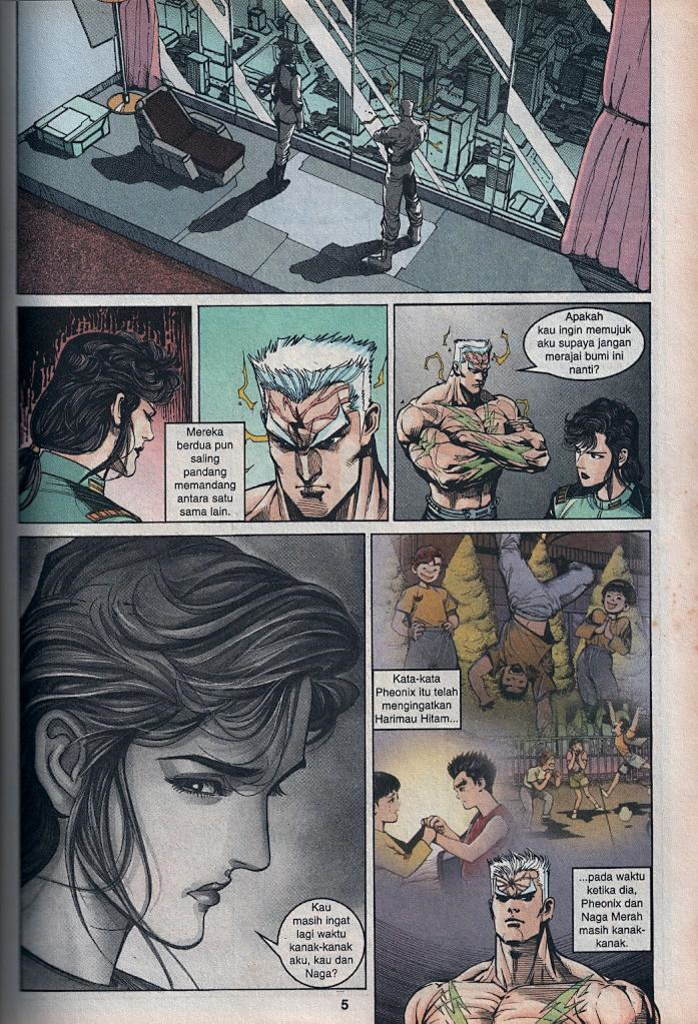 Apakah
kau ingin memujuk
aku supaya jangan
merajai bumi ini
nanti?
Mereka
berdua pun
saling
pandang
memandang
antara satu
sama lain.
Kata-kata
Pheonix itu telah
mengingatkan
Harimau Hitam...
Kau
masih ingat
lagi waktu
kanak-kanak
aku, kau dan
Naga?
...pada waktu
ketika dia,
Pheonix dan
Naga Merah
masih kanak-
kanak.
5